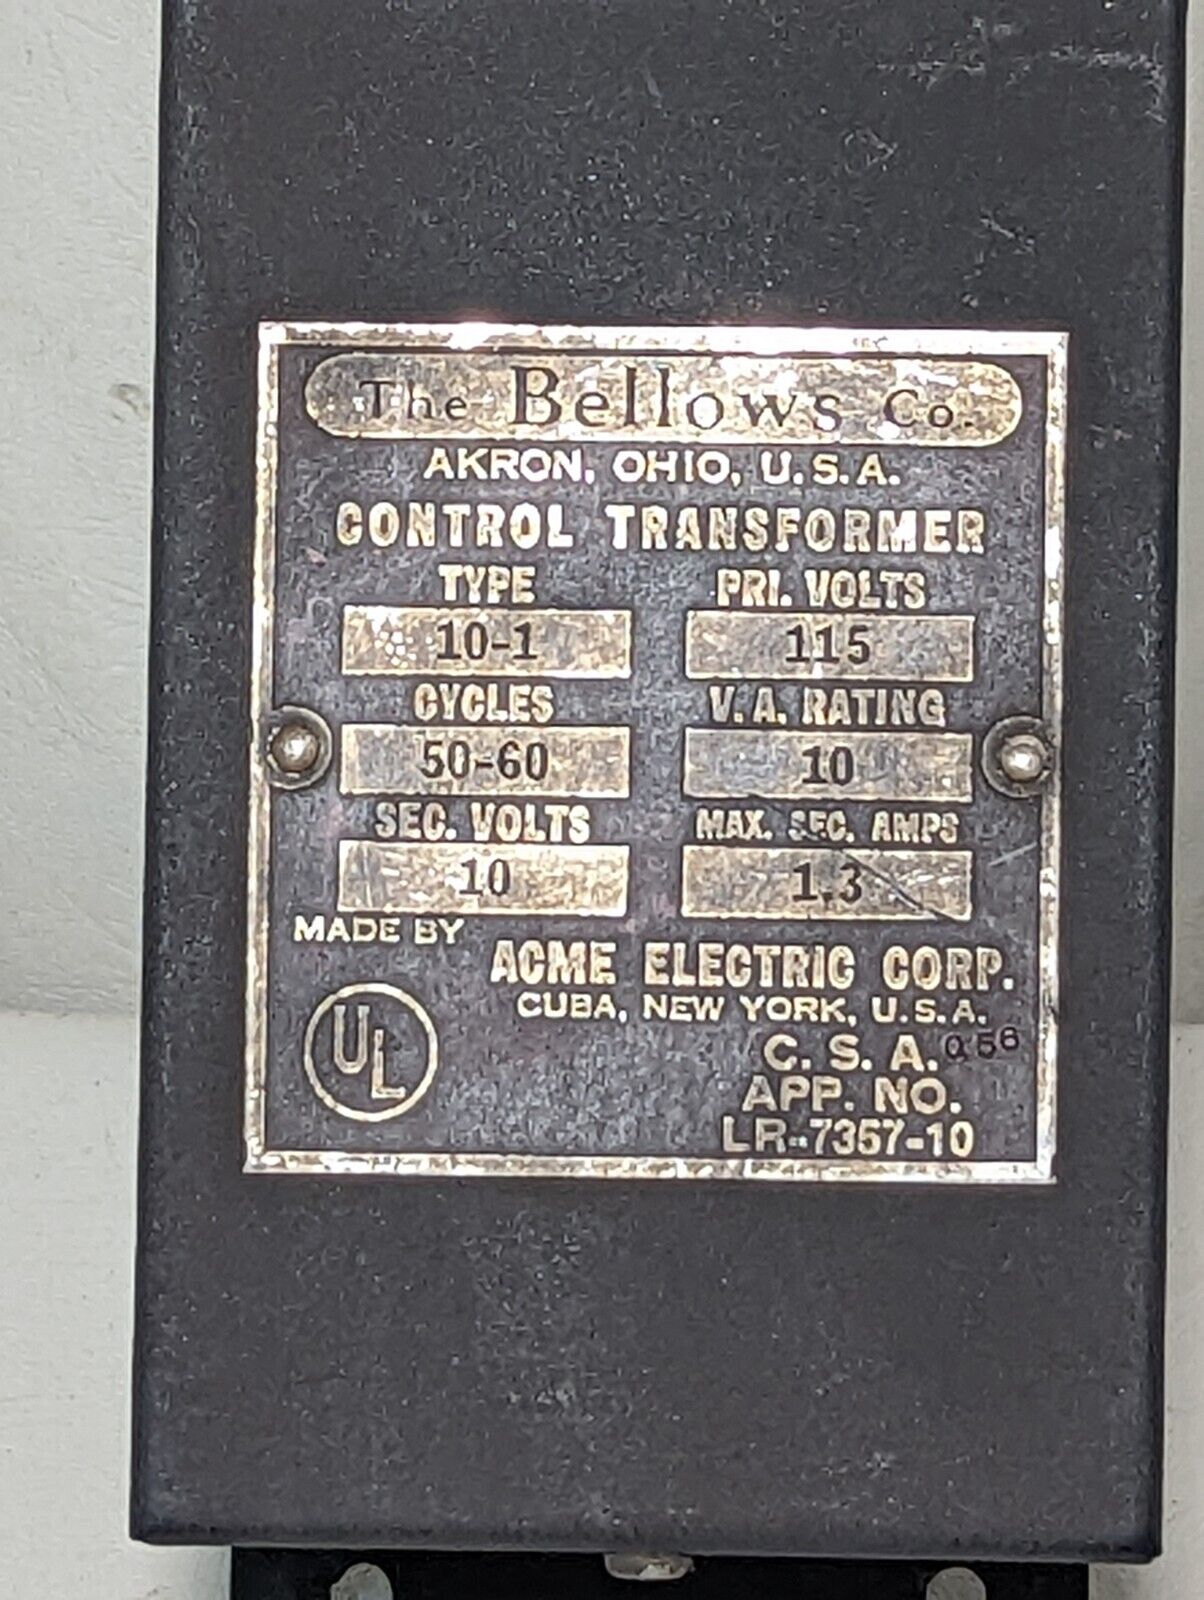 The Bellows Co.
AKRON, OHIO, U.S.A.
CONTROL TRANSFORMER
TYPE PRI. VOLTS
10-1 115
CYCLES V.A. RATING
50-60 10
SEC. VOLTS MAX. SEC. AMPS
10 1.3
MADE BY
ACME ELECTRIC CORP.
CUBA, NEW YORK, U.S.A.
UL
C. S. A.
APP. NO.
LR-7357-10